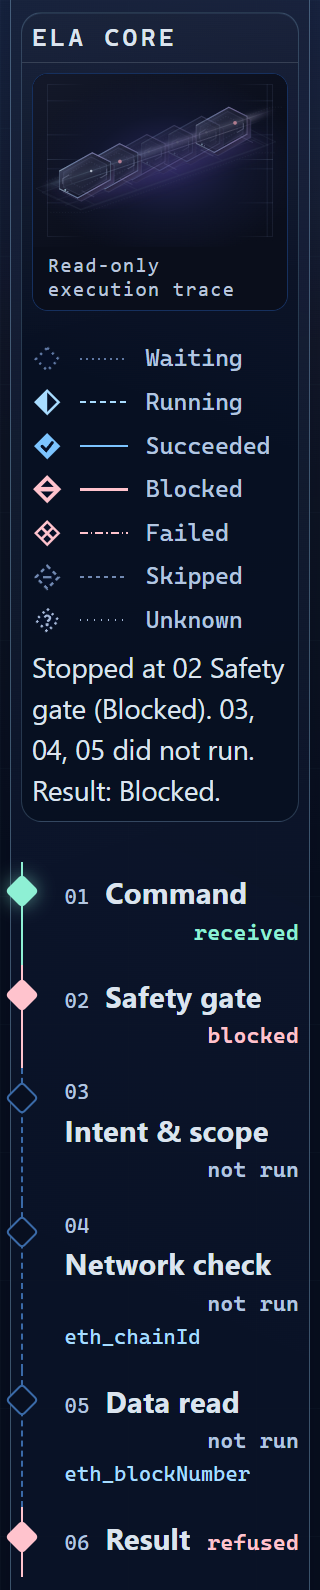 ELA CORE
Read-only
execution trace
Waiting
Running
Succeeded
Blocked
Failed
Skipped
Unknown
Stopped at 02 Safety
gate (Blocked). 03,
04, 05 did not run.
Result: Blocked.
01 Command
received
02 Safety gate
blocked
03
Intent & scope
not run
04
Network check
not run
eth_chainId
05 Data read
not run
eth_blockNumber
06 Result refused